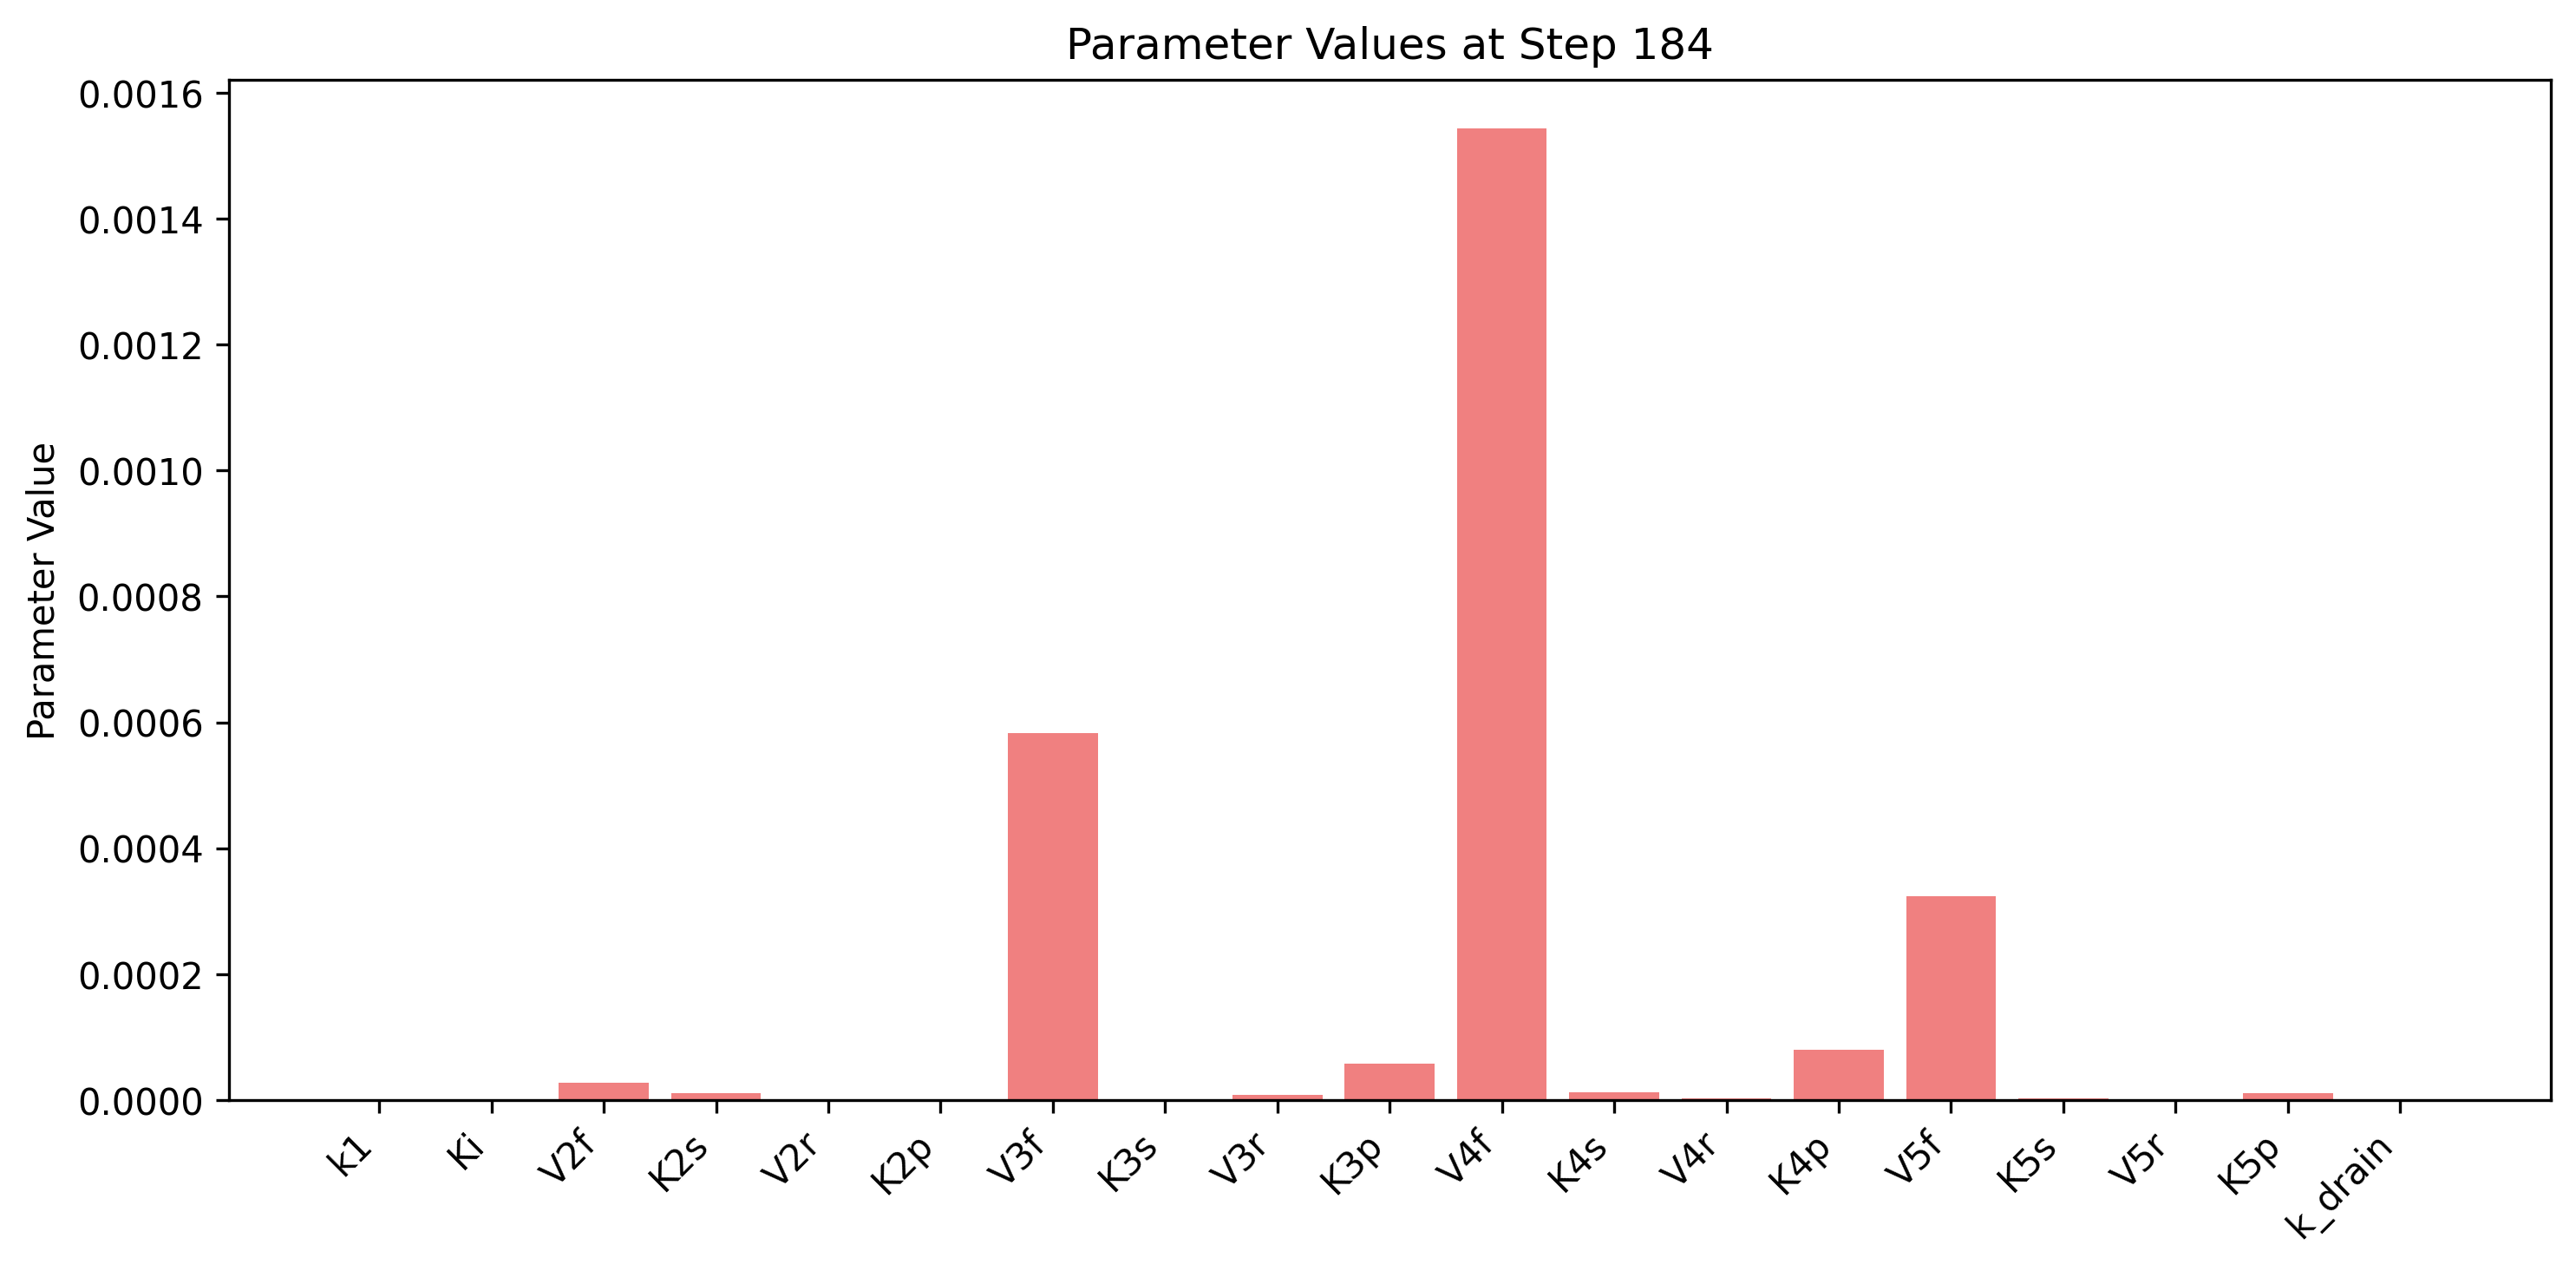 Parameter Values at Step 184
0.0016
0.0014
0.0012
0.0010
0.0008
0.0006
0.0004
0.0002
0.0000
Parameter Value
k1
Ki
V2f
K2s
V2r
K2p
V3f
K3s
V3r
K3p
V4f
K4s
V4r
K4p
V5f
K5s
V5r
K5p
k_drain